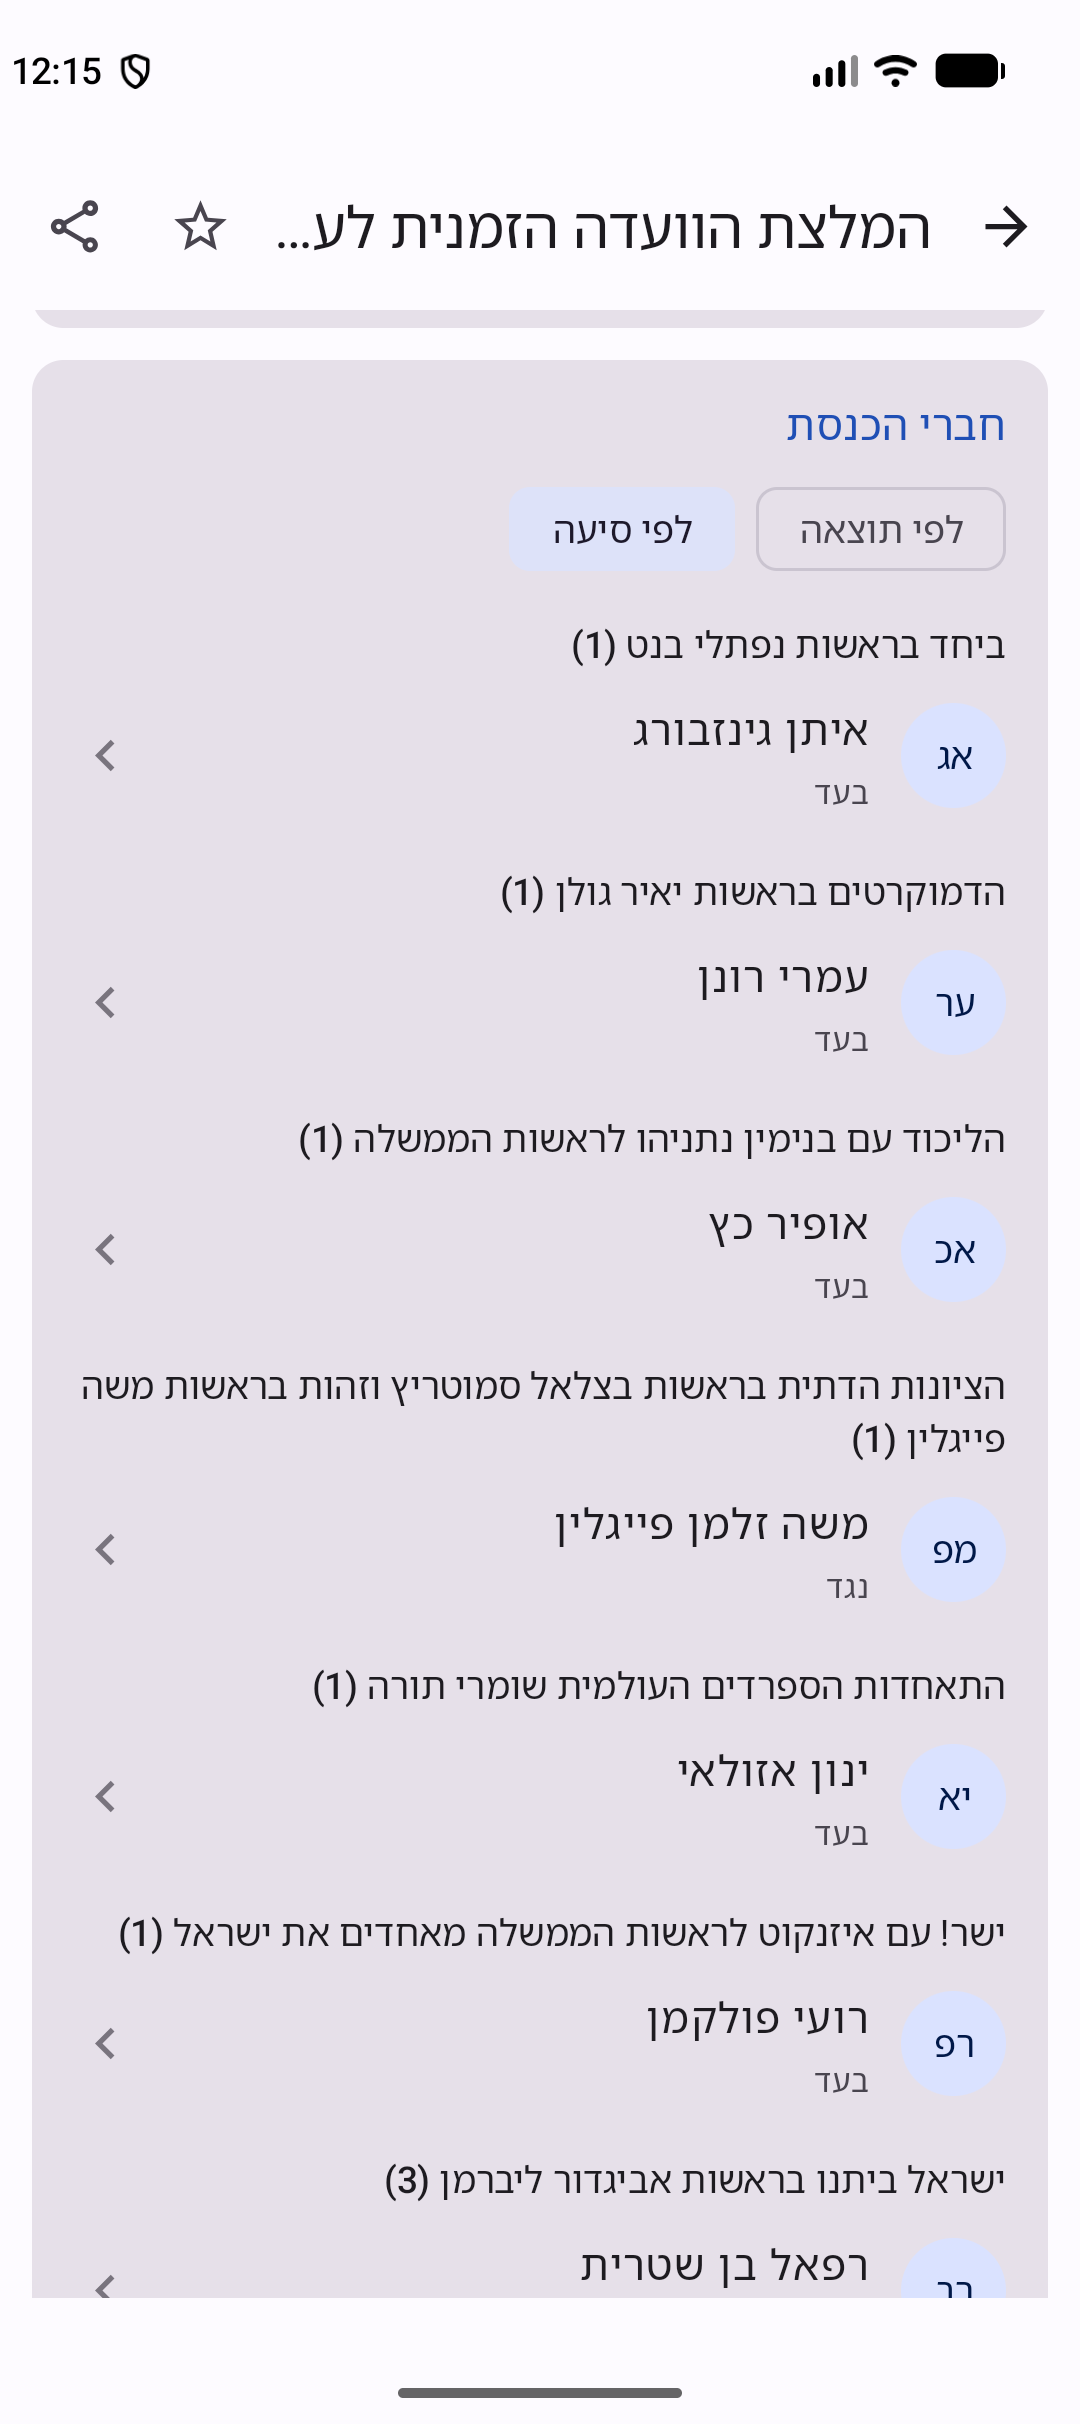 12:15
המלצת הוועדה הזמנית לע...
חברי הכנסת
לפי תוצאה
לפי סיעה
ביחד בראשות נפתלי בנט (1)
אג
איתן גינזבורג
בעד
הדמוקרטים בראשות יאיר גולן (1)
ער
עמרי רונן
בעד
הליכוד עם בנימין נתניהו לראשות הממשלה (1)
אכ
אופיר כץ
בעד
הציונות הדתית בראשות בצלאל סמוטריץ וזהות בראשות משה
פייגלין (1)
מפ
משה זלמן פייגלין
נגד
התאחדות הספרדים העולמית שומרי תורה (1)
יא
ינון אזולאי
בעד
ישר! עם איזנקוט לראשות הממשלה מאחדים את ישראל (1)
רפ
רועי פולקמן
בעד
ישראל ביתנו בראשות אביגדור ליברמן (3)
רפאל בן שטרית